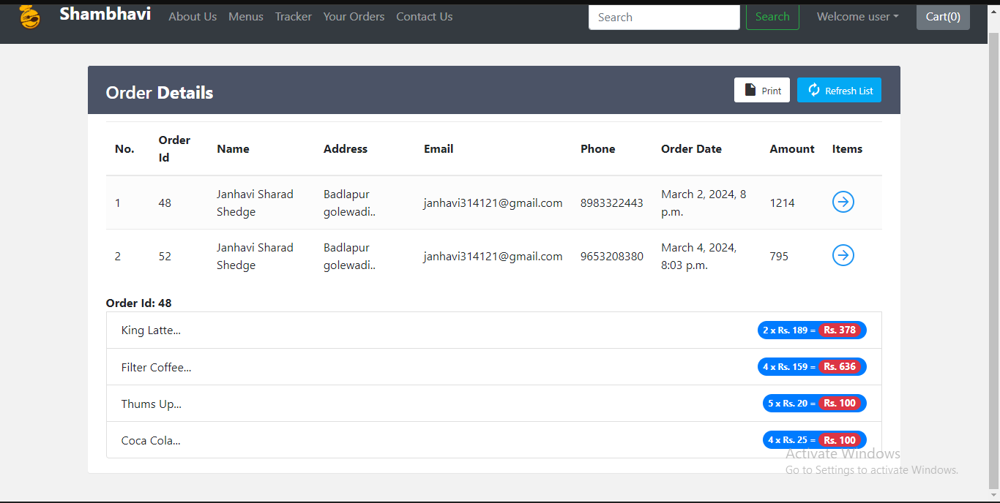 Shambhavi About Us Menus Tracker Your Orders Contact Us Search Search Welcome user Cart(0)
Order Details Print Refresh List
No. Order Id Name Address Email Phone Order Date Amount Items
1 48 Janhavi Sharad Shedge Badlapur golewadi.. janhavi314121@gmail.com 8983322443 March 2, 2024, 8 p.m. 1214
2 52 Janhavi Sharad Shedge Badlapur golewadi.. janhavi314121@gmail.com 9653208380 March 4, 2024, 8:03 p.m. 795
Order Id: 48
King Latte... 2 x Rs. 189 = Rs. 378
Filter Coffee... 4 x Rs. 159 = Rs. 636
Thums Up... 5 x Rs. 20 = Rs. 100
Coca Cola... 4 x Rs. 25 = Rs. 100
Activate Windows
Go to Settings to activate Windows.